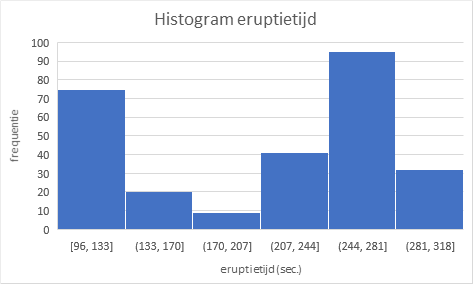 Histogram eruptietijd
100
90
80
70
60
50
40
30
20
10
0
frequentie
[96, 133] (133, 170] (170, 207] (207, 244] (244, 281] (281, 318]
eruptietijd (sec.)